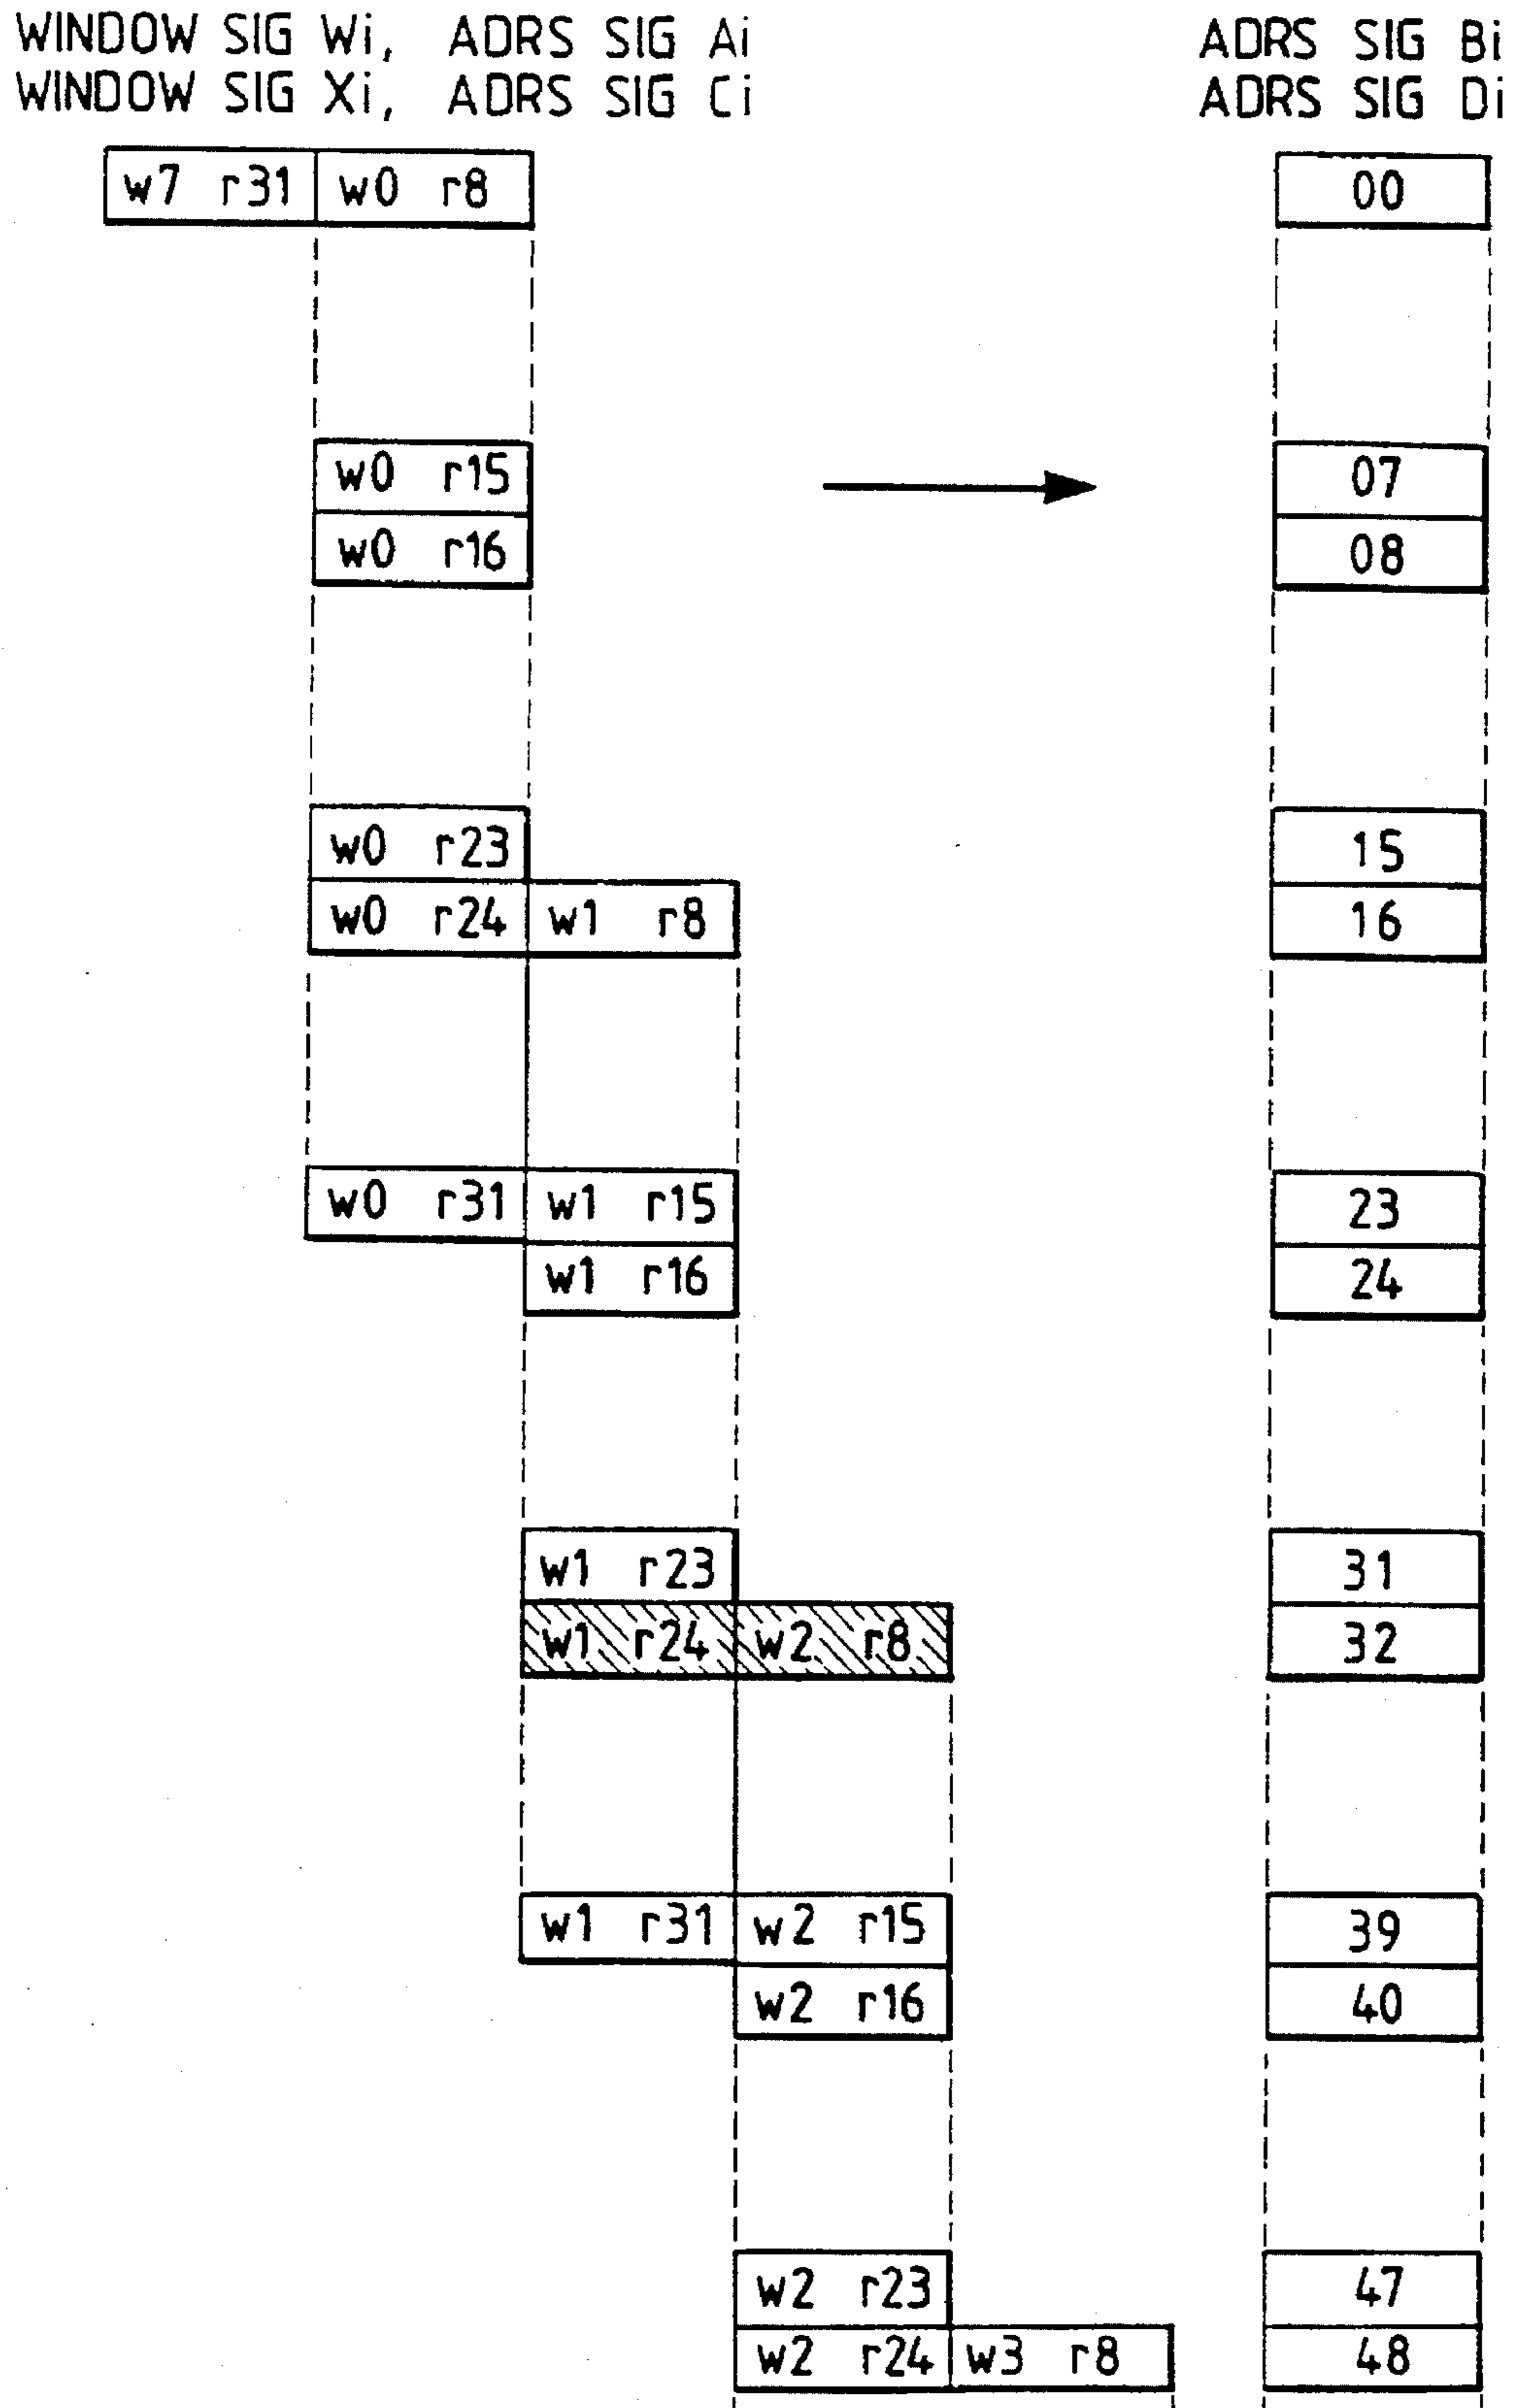 WINDOW SIG Wi, ADRS SIG Ai ADRS SIG Bi
WINDOW SIG Xi, ADRS SIG Ci ADRS SIG Di
w7 r31 w0 r8 00
w0 r15 07
w0 r16 08
w0 r23 15
w0 r24 w1 r8 16
w0 r31 w1 r15 23
w1 r16 24
w1 r23 31
w1 r24 w2 r8 32
w1 r31 w2 r15 39
w2 r16 40
w2 r23 47
w2 r24 w3 r8 48